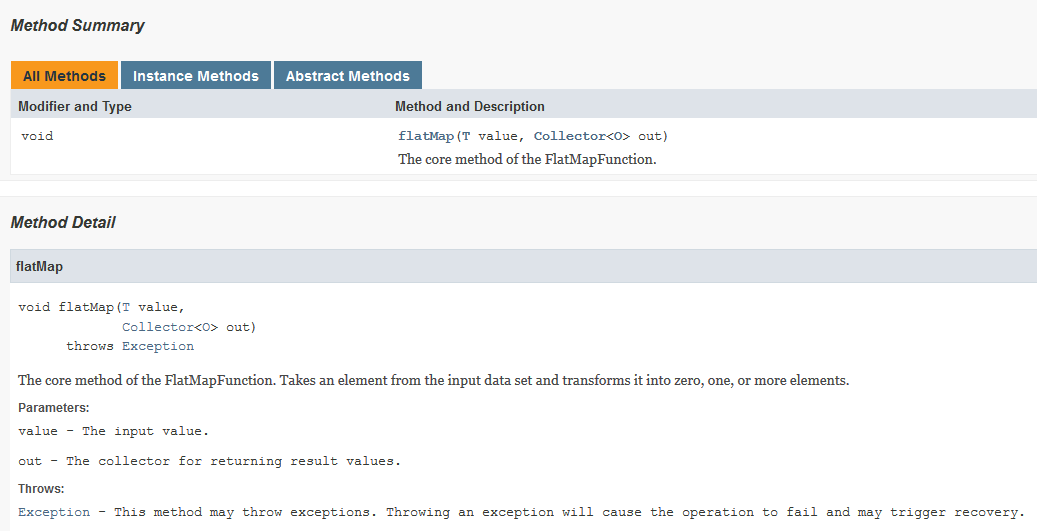 Method Summary
All Methods Instance Methods Abstract Methods
Modifier and Type Method and Description
void flatMap(T value, Collector<O> out)
The core method of the FlatMapFunction.
Method Detail
flatMap
void flatMap(T value,
Collector<O> out)
throws Exception
The core method of the FlatMapFunction. Takes an element from the input data set and transforms it into zero, one, or more elements.
Parameters:
value - The input value.
out - The collector for returning result values.
Throws:
Exception - This method may throw exceptions. Throwing an exception will cause the operation to fail and may trigger recovery.